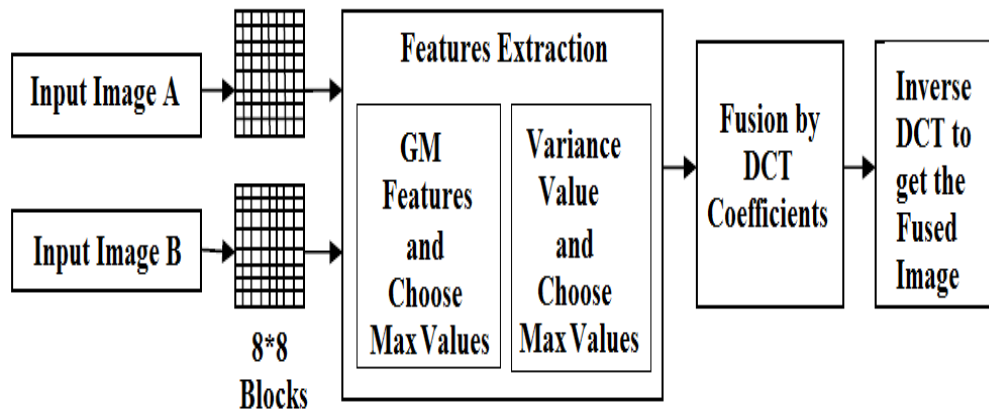 Input Image A
Input Image B
8*8
Blocks
Features Extraction
GM
Features
and
Choose
Max Values
Variance
Value
and
Choose
Max Values
Fusion by
DCT
Coefficients
Inverse
DCT to
get the
Fused
Image